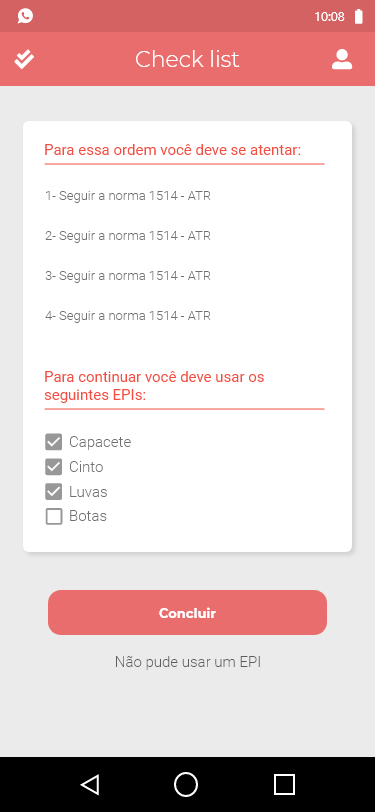 10:08
Check list
Para essa ordem você deve se atentar:
1- Seguir a norma 1514 - ATR
2- Seguir a norma 1514 - ATR
3- Seguir a norma 1514 - ATR
4- Seguir a norma 1514 - ATR
Para continuar você deve usar os
seguintes EPIs:
Capacete
Cinto
Luvas
Botas
Concluir
Não pude usar um EPI